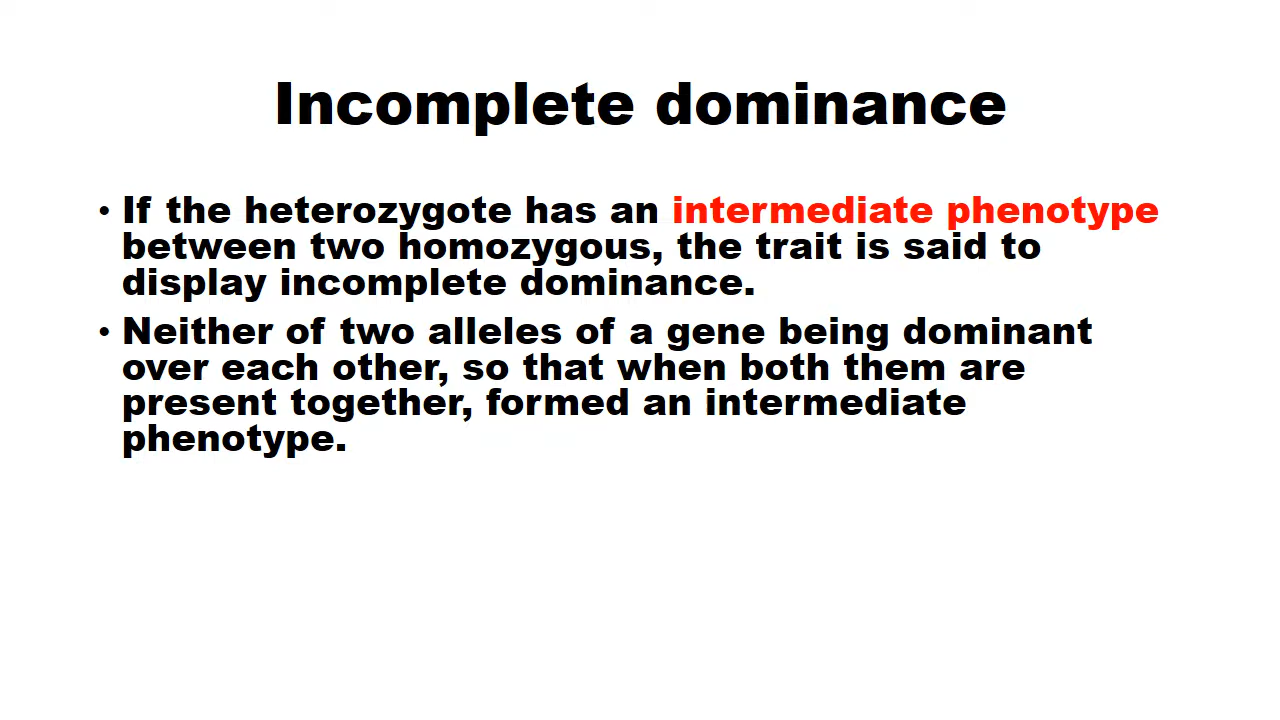 Incomplete dominance
• If the heterozygote has an intermediate phenotype
between two homozygous, the trait is said to
display incomplete dominance.
• Neither of two alleles of a gene being dominant
over each other, so that when both them are
present together, formed an intermediate
phenotype.